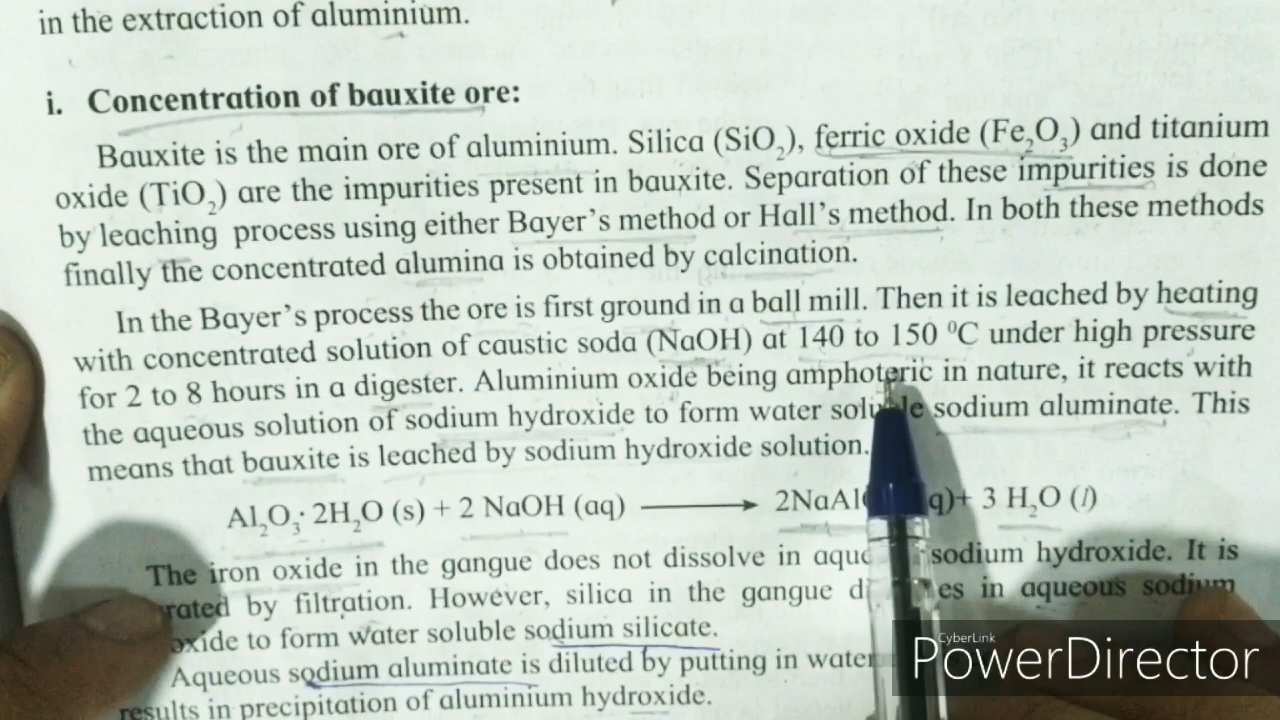 in the extraction of aluminium.
i. Concentration of bauxite ore:
Bauxite is the main ore of aluminium. Silica (SiO₂), ferric oxide (Fe₂O₃) and titanium
oxide (TiO₂) are the impurities present in bauxite. Separation of these impurities is done
by leaching process using either Bayer's method or Hall's method. In both these methods
finally the concentrated alumina is obtained by calcination.
In the Bayer's process the ore is first ground in a ball mill. Then it is leached by heating
with concentrated solution of caustic soda (NaOH) at 140 to 150 ⁰C under high pressure
for 2 to 8 hours in a digester. Aluminium oxide being amphoteric in nature, it reacts with
the aqueous solution of sodium hydroxide to form water soluble sodium aluminate. This
means that bauxite is leached by sodium hydroxide solution.
Al₂O₃· 2H₂O (s) + 2 NaOH (aq) ⟶ 2NaAl q)+ 3 H₂O (l)
The iron oxide in the gangue does not dissolve in sodium hydroxide. It is
by filtration. However, silica in the gangue in aqueous sodium
to form water soluble sodium silicate.
Aqueous sodium aluminate is diluted by putting in water
results in precipitation of aluminium hydroxide.
CyberLink
PowerDirector